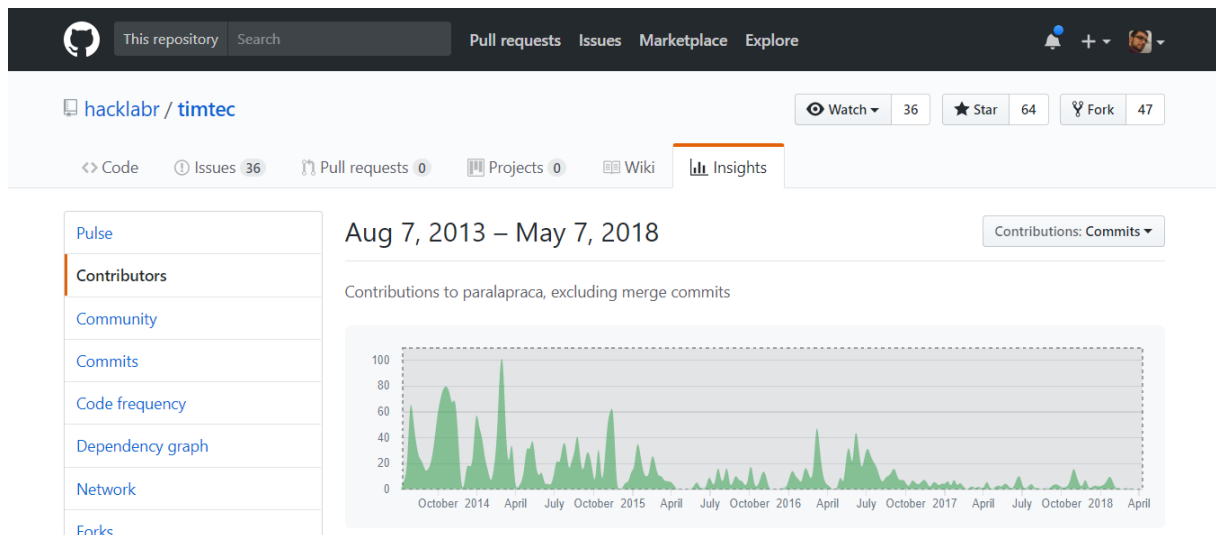 This repository Search Pull requests Issues Marketplace Explore
hacklabr / timtec Watch 36 Star 64 Fork 47
Code Issues 36 Pull requests 0 Projects 0 Wiki Insights
Pulse
Contributors
Community
Commits
Code frequency
Dependency graph
Network
Forks
Aug 7, 2013 – May 7, 2018 Contributions: Commits
Contributions to paralapraca, excluding merge commits
100
80
60
40
20
0
October 2014 April July October 2015 April July October 2016 April July October 2017 April July October 2018 April